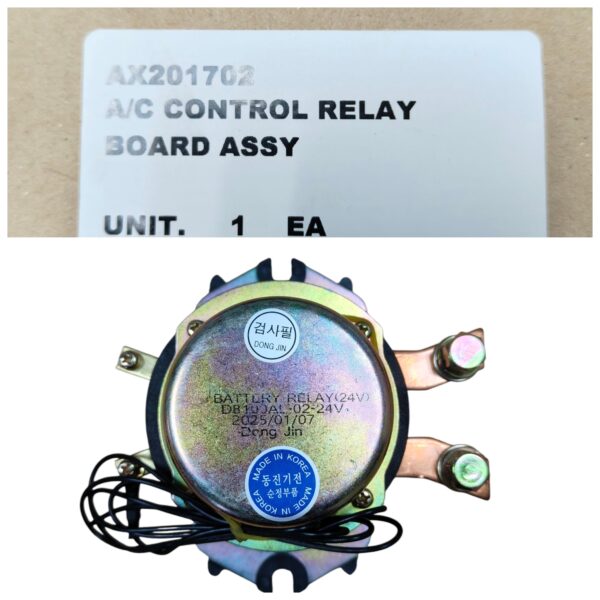 AX201702
A/C CONTROL RELAY
BOARD ASSY
UNIT. 1 EA
검사필
DONG JIN
BATTERY RELAY(24V)
DB100AL-02-24V
2025/01/07
Dong Jin
MADE IN KOREA
동진기전
순정부품
MADE IN KOREA